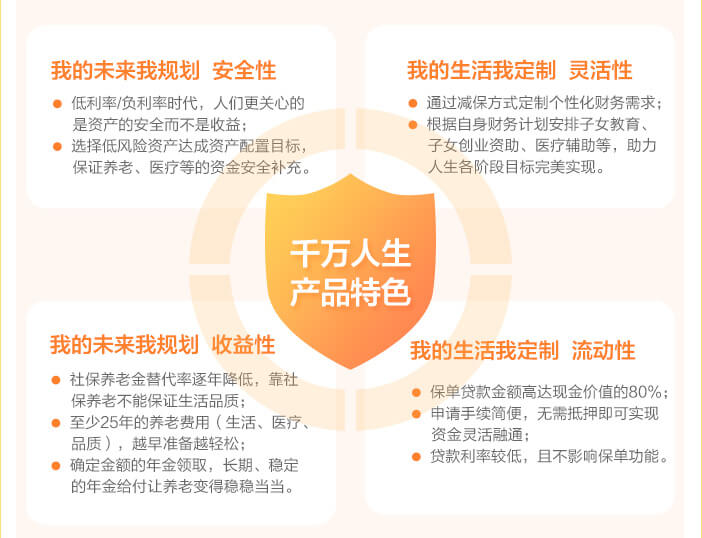 我的未来我规划 安全性
低利率/负利率时代，人们更关心的
是资产的安全而不是收益；
选择低风险资产达成资产配置目标，
保证养老、医疗等的资金安全补充。
我的生活我定制 灵活性
通过减保方式定制个性化财务需求；
根据自身财务计划安排子女教育、
子女创业资助、医疗辅助等，助力
人生各阶段目标完美实现。
千万人生
产品特色
我的未来我规划 收益性
社保养老金替代率逐年降低，靠社
保养老不能保证生活品质；
至少25年的养老费用（生活、医疗、
品质），越早准备越轻松；
确定金额的年金领取，长期、稳定
的年金给付让养老变得稳稳当当。
我的生活我定制 流动性
保单贷款金额高达现金价值的80%；
申请手续简便，无需抵押即可实现
资金灵活融通；
贷款利率较低，且不影响保单功能。